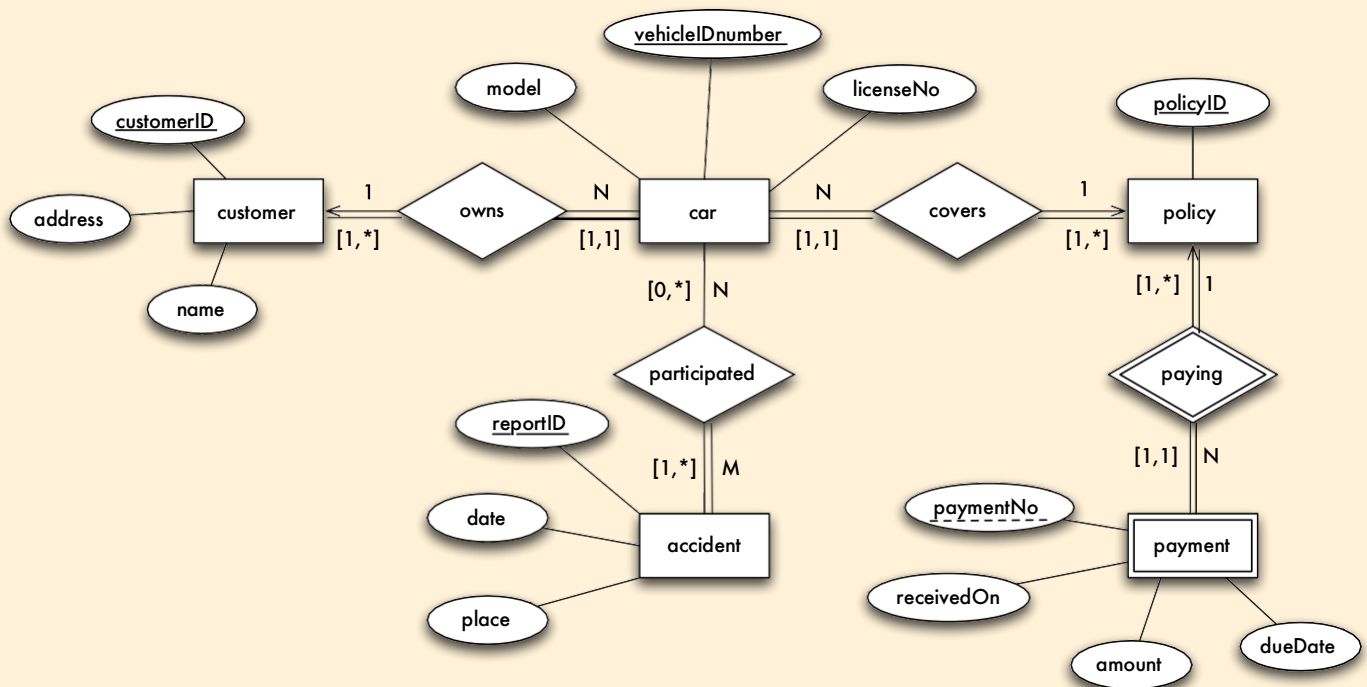 vehicleIDnumber
model
licenseNo
policyID
customerID
customer
1
owns
N
car
N
covers
1
policy
address
[1,*]
[1,1]
[1,1]
[1,*]
name
[0,*] N
[1,*] 1
participated
paying
reportID
[1,*] M
[1,1] N
date
paymentNo
accident
payment
receivedOn
place
dueDate
amount